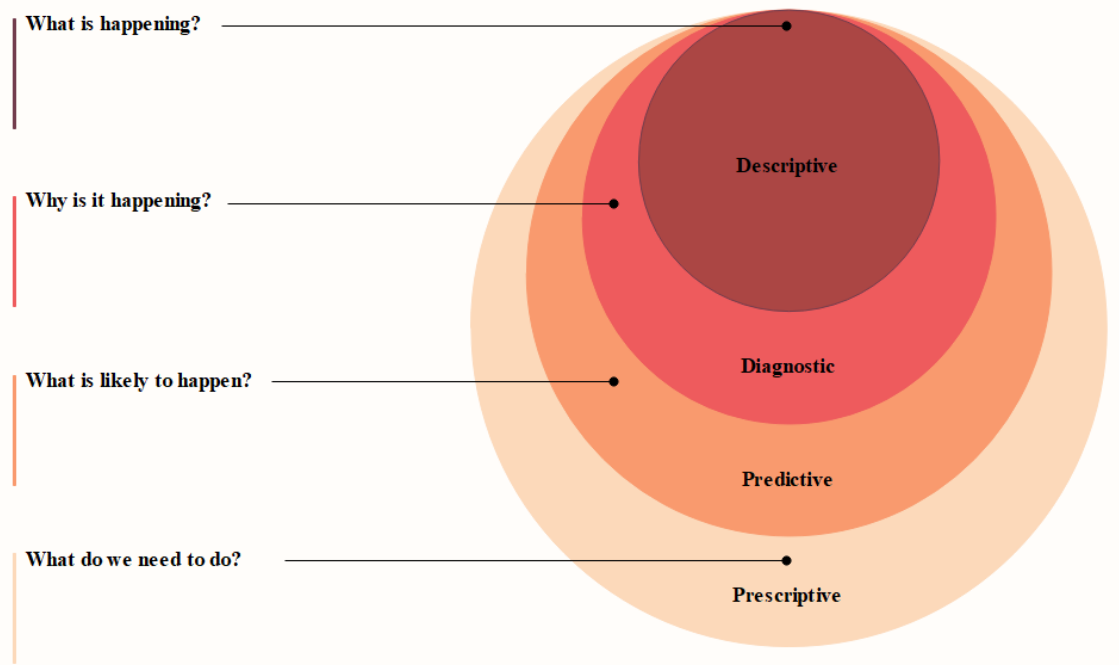 What is happening?
Descriptive
Why is it happening?
Diagnostic
What is likely to happen?
Predictive
What do we need to do?
Prescriptive